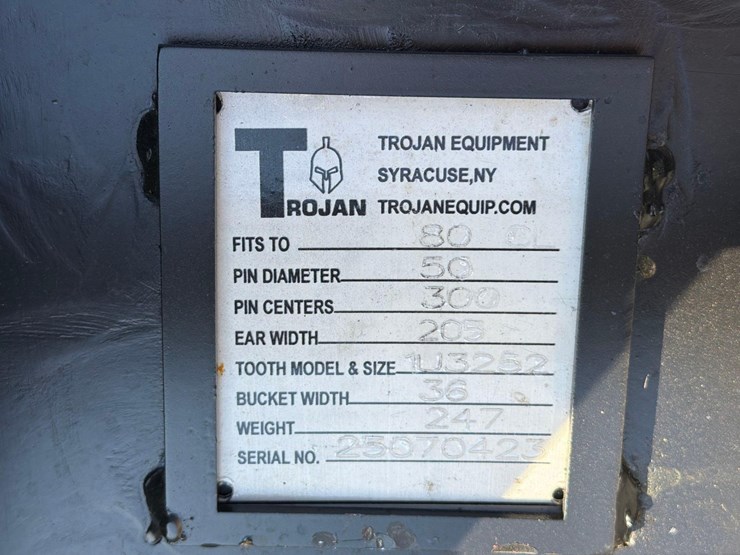 TROJAN
TROJAN EQUIPMENT
SYRACUSE,NY
TROJANEQUIP.COM
FITS TO 80 CL
PIN DIAMETER 50
PIN CENTERS 300
EAR WIDTH 205
TOOTH MODEL & SIZE 1U3252
BUCKET WIDTH 36
WEIGHT 247
SERIAL NO. 25070423